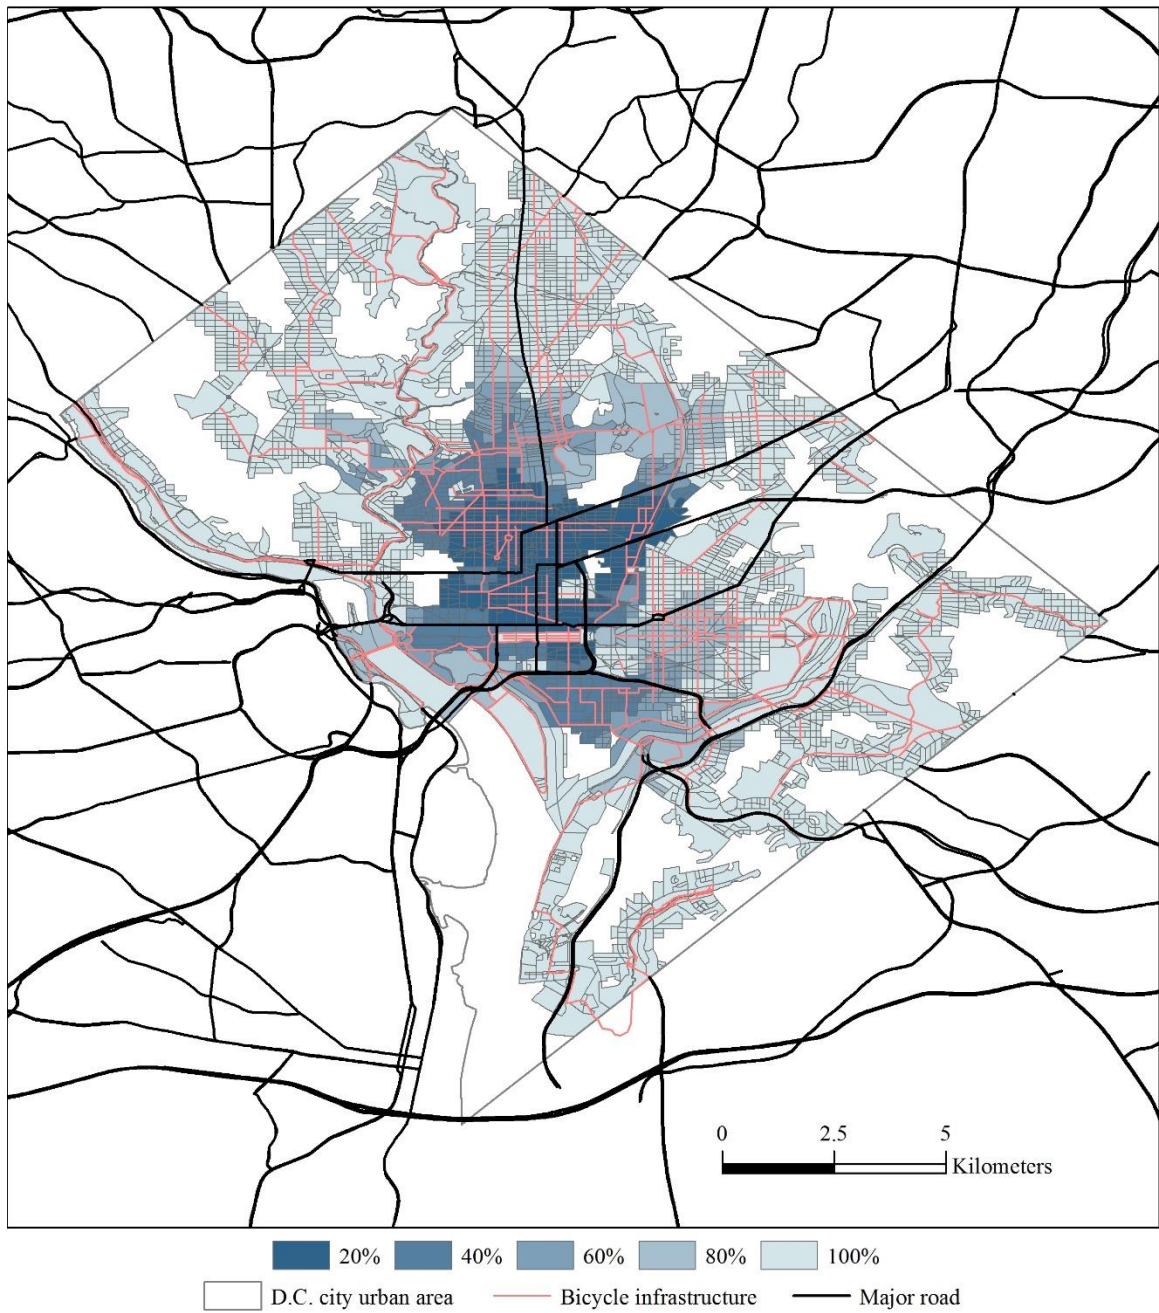 0 2.5 5
Kilometers
20% 40% 60% 80% 100%
D.C. city urban area Bicycle infrastructure Major road